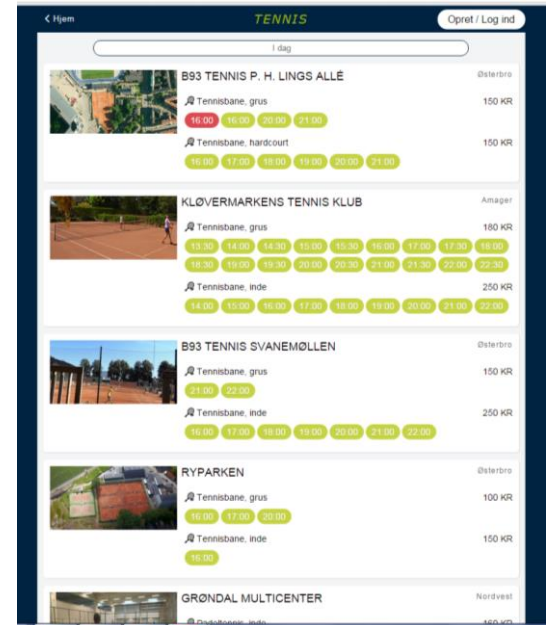 Hjem
TENNIS
Opret / Log ind
I dag
B93 TENNIS P. H. LINGS ALLÉ
Østerbro
Tennisbane, grus
150 KR
16:00 16:00 20:00 21:00
Tennisbane, hardcourt
150 KR
16:00 17:00 18:00 19:00 20:00 21:00
KLØVERMARKENS TENNIS KLUB
Amager
Tennisbane, grus
180 KR
13:30 14:00 14:30 15:00 15:30 16:00 17:00 17:30 18:00
18:30 19:00 19:30 20:00 20:30 21:00 21:30 22:00 22:30
Tennisbane, inde
250 KR
14:00 15:00 16:00 17:00 18:00 19:00 20:00 21:00 22:00
B93 TENNIS SVANEMØLLEN
Østerbro
Tennisbane, grus
150 KR
21:00 22:00
Tennisbane, inde
250 KR
16:00 17:00 18:00 19:00 20:00 21:00 22:00
RYPARKEN
Østerbro
Tennisbane, grus
100 KR
16:00 17:00 20:00
Tennisbane, inde
150 KR
16:00
GRØNDAL MULTICENTER
Nordvest
Padeltennis, inde
160 KR